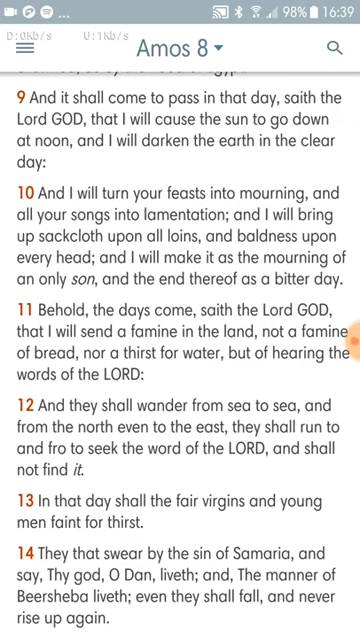 98% 16:39
D:0Kb/s U:1Kb/s
Amos 8
9 And it shall come to pass in that day, saith the
Lord GOD, that I will cause the sun to go down
at noon, and I will darken the earth in the clear
day:
10 And I will turn your feasts into mourning, and
all your songs into lamentation; and I will bring
up sackcloth upon all loins, and baldness upon
every head; and I will make it as the mourning of
an only son, and the end thereof as a bitter day.
11 Behold, the days come, saith the Lord GOD,
that I will send a famine in the land, not a famine
of bread, nor a thirst for water, but of hearing the
words of the LORD:
12 And they shall wander from sea to sea, and
from the north even to the east, they shall run to
and fro to seek the word of the LORD, and shall
not find it.
13 In that day shall the fair virgins and young
men faint for thirst.
14 They that swear by the sin of Samaria, and
say, Thy god, O Dan, liveth; and, The manner of
Beersheba liveth; even they shall fall, and never
rise up again.